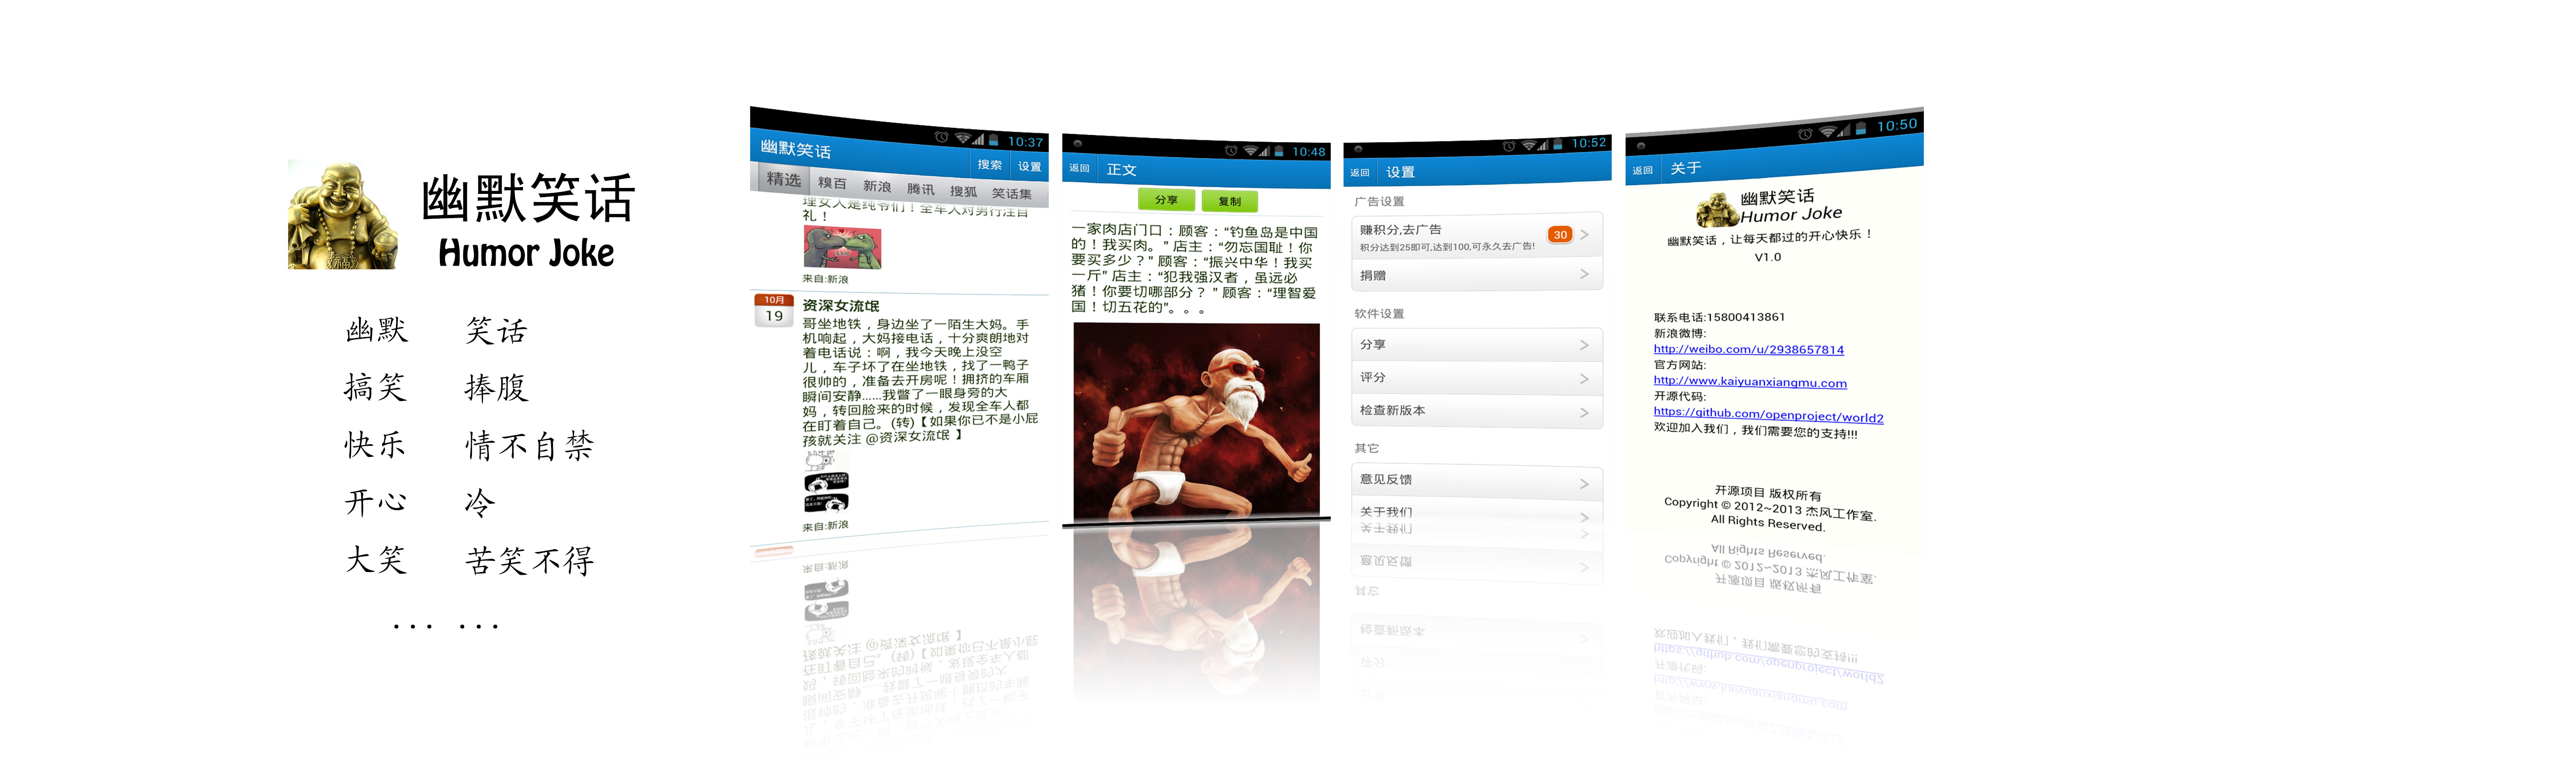 幽默笑话
Humor Joke
幽默 笑话
搞笑 捧腹
快乐 情不自禁
开心 冷
大笑 苦笑不得
... ...
10:37
幽默笑话
搜索 设置
精选 糗百 新浪 腾讯 搜狐 笑话集
理女人是纯爷们！全车人对男行注目
礼！
来自:新浪
10月
19
资深女流氓
哥坐地铁，身边坐了一陌生大妈。手
机响起，大妈接电话，十分爽朗地对
着电话说：啊，我今天晚上没空
儿，车子坏了在坐地铁，找了一鸭子
很帅的，准备去开房呢！拥挤的车厢
瞬间安静......我瞥了一眼身旁的大
妈，转回脸来的时候，发现全车人都
在盯着自己。(转)【如果你已不是小屁
孩就关注 @资深女流氓 】
来自:新浪
10:48
返回 正文
分享 复制
一家肉店门口：顾客：“钓鱼岛是中国
的！我买肉。” 店主：“勿忘国耻！你
要买多少？” 顾客：“振兴中华！我买
一斤” 店主：“犯我强汉者，虽远必
猪！你要切哪部分？ ” 顾客：“理智爱
国！切五花的”。。。
10:52
返回 设置
广告设置
赚积分,去广告
积分达到25即可,达到100,可永久去广告!
30
捐赠
软件设置
分享
评分
检查新版本
其它
意见反馈
关于我们
10:50
返回 关于
幽默笑话
Humor Joke
幽默笑话，让每天都过的开心快乐！
V1.0
联系电话:15800413861
新浪微博:
http://weibo.com/u/2938657814
官方网站:
http://www.kaiyuanxiangmu.com
开源代码:
https://github.com/openproject/world2
欢迎加入我们，我们需要您的支持!!!
开源项目 版权所有
Copyright © 2012~2013 杰风工作室.
All Rights Reserved.